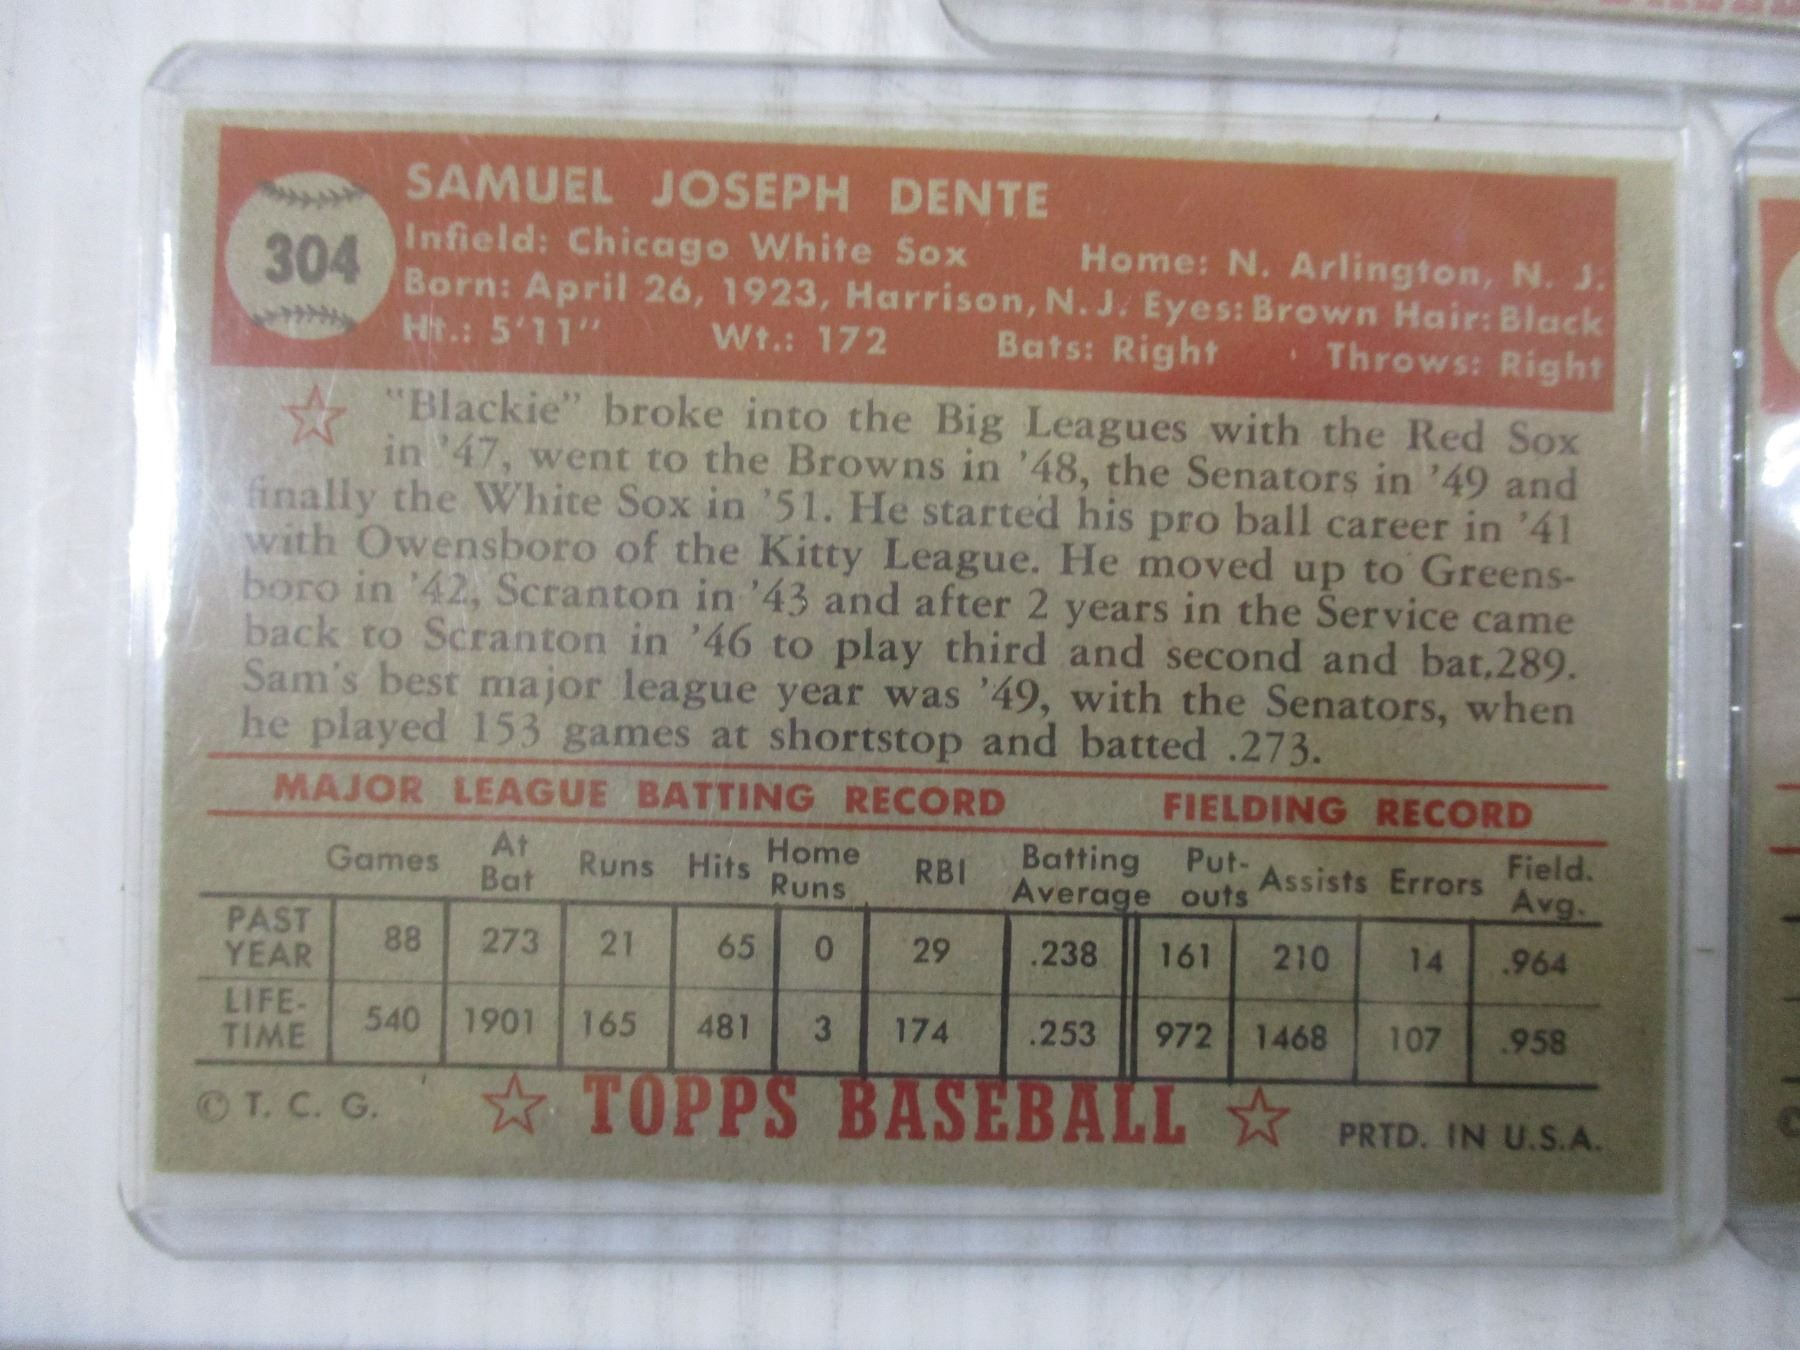 304
SAMUEL JOSEPH DENTE
Infield: Chicago White Sox Home: N. Arlington, N. J.
Born: April 26, 1923, Harrison, N. J. Eyes: Brown Hair: Black
Ht.: 5'11" Wt.: 172 Bats: Right Throws: Right
"Blackie" broke into the Big Leagues with the Red Sox
in '47, went to the Browns in '48, the Senators in '49 and
finally the White Sox in '51. He started his pro ball career in '41
with Owensboro of the Kitty League. He moved up to Greens-
boro in '42, Scranton in '43 and after 2 years in the Service came
back to Scranton in '46 to play third and second and bat .289.
Sam's best major league year was '49, with the Senators, when
he played 153 games at shortstop and batted .273.
MAJOR LEAGUE BATTING RECORD FIELDING RECORD
Games At Bat Runs Hits Home Runs RBI Batting Average Put-outs Assists Errors Field. Avg.
PAST YEAR 88 273 21 65 0 29 .238 161 210 14 .964
LIFE-TIME 540 1901 165 481 3 174 .253 972 1468 107 .958
© T. C. G. TOPPS BASEBALL PRTD. IN U.S.A.